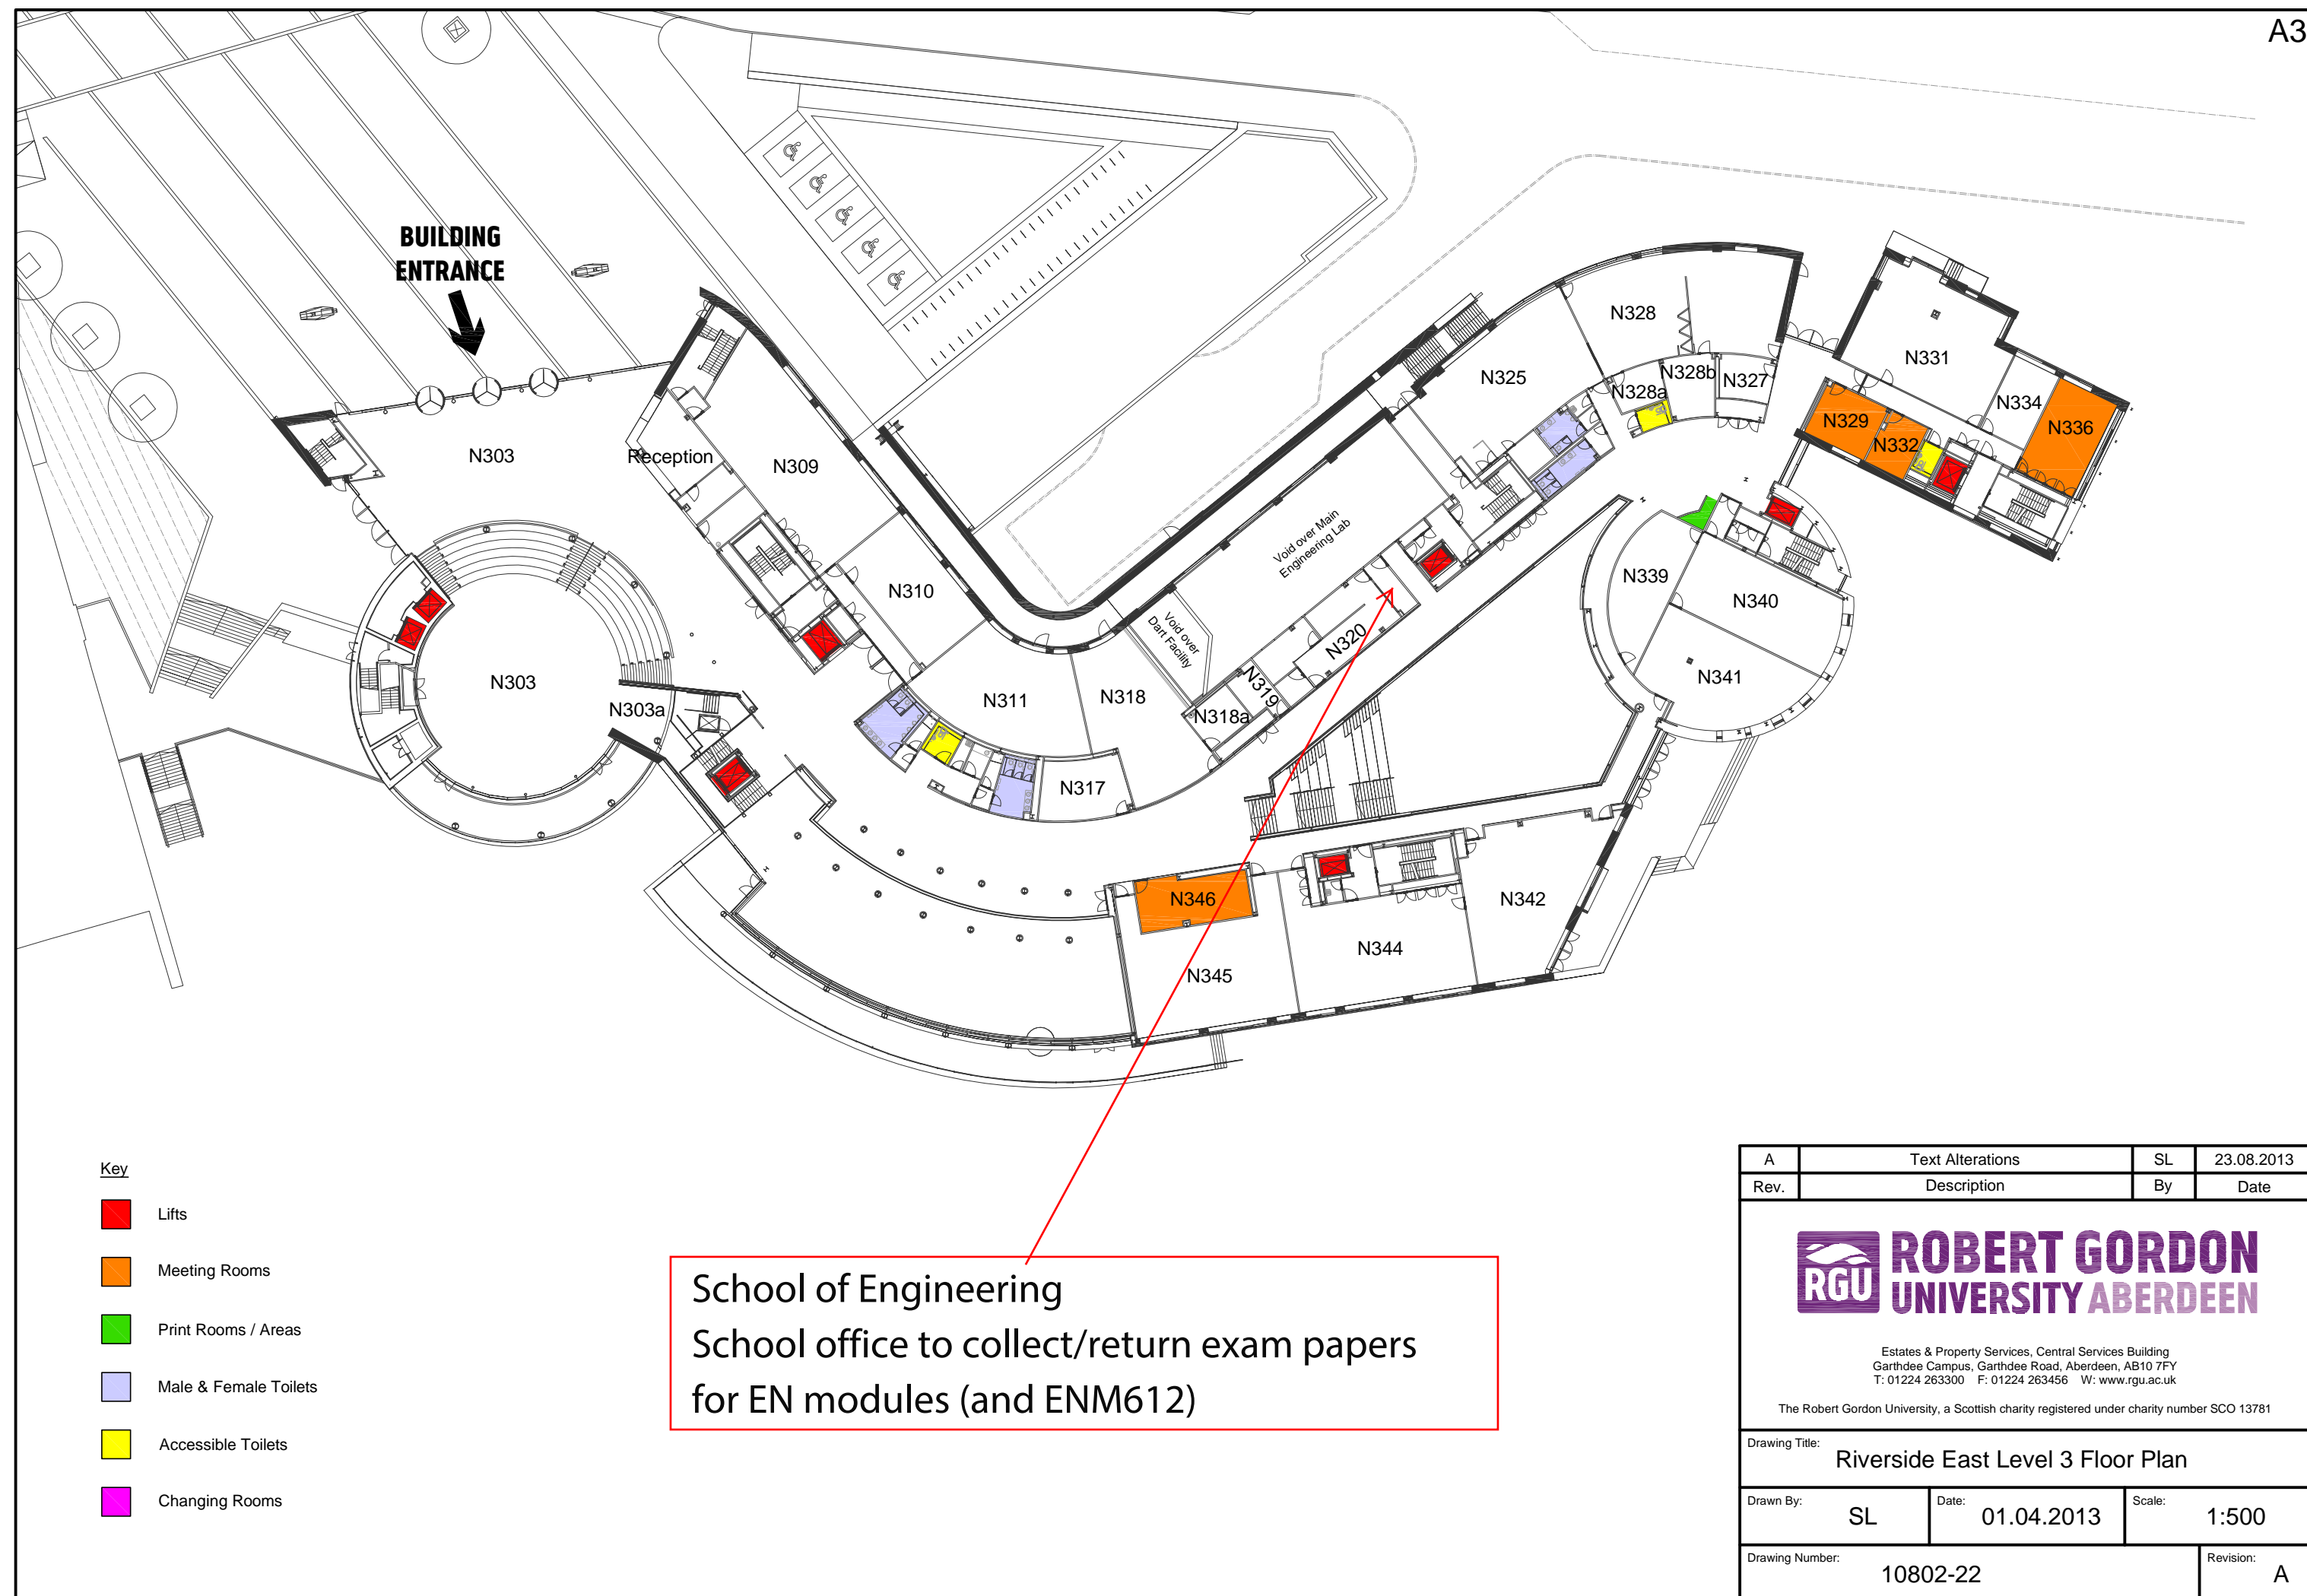 A3
BUILDING
ENTRANCE
N303
Reception
N309
N310
N303
N303a
N311
N318
N317
N318a
N319
N320
Void over
Dart Facility
Void over Main
Engineering Lab
N325
N328
N328a
N328b
N327
N331
N334
N336
N329
N332
N339
N340
N341
N346
N345
N344
N342
Key
Lifts
Meeting Rooms
Print Rooms / Areas
Male & Female Toilets
Accessible Toilets
Changing Rooms
School of Engineering
School office to collect/return exam papers
for EN modules (and ENM612)
A Text Alterations SL 23.08.2013
Rev. Description By Date
RGU
ROBERT GORDON
UNIVERSITY ABERDEEN
Estates & Property Services, Central Services Building
Garthdee Campus, Garthdee Road, Aberdeen, AB10 7FY
T: 01224 263300 F: 01224 263456 W: www.rgu.ac.uk
The Robert Gordon University, a Scottish charity registered under charity number SCO 13781
Drawing Title:
Riverside East Level 3 Floor Plan
Drawn By: SL Date: 01.04.2013 Scale: 1:500
Drawing Number: 10802-22 Revision: A